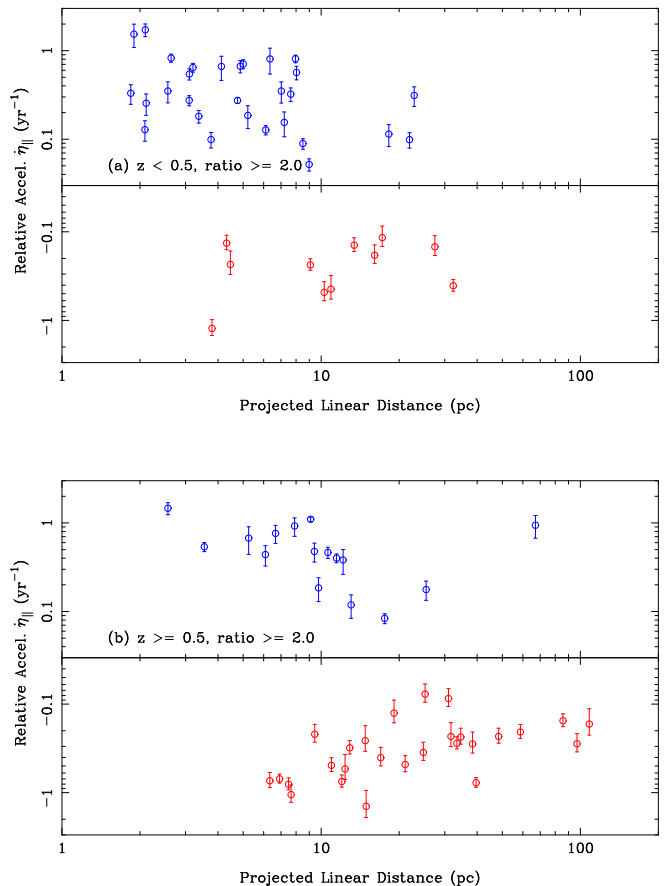 1
0.1
(a) z < 0.5, ratio >= 2.0
Relative Accel. η̇∥ (yr⁻¹)
−0.1
−1
1 10 100
Projected Linear Distance (pc)
1
0.1
(b) z >= 0.5, ratio >= 2.0
Relative Accel. η̇∥ (yr⁻¹)
−0.1
−1
1 10 100
Projected Linear Distance (pc)